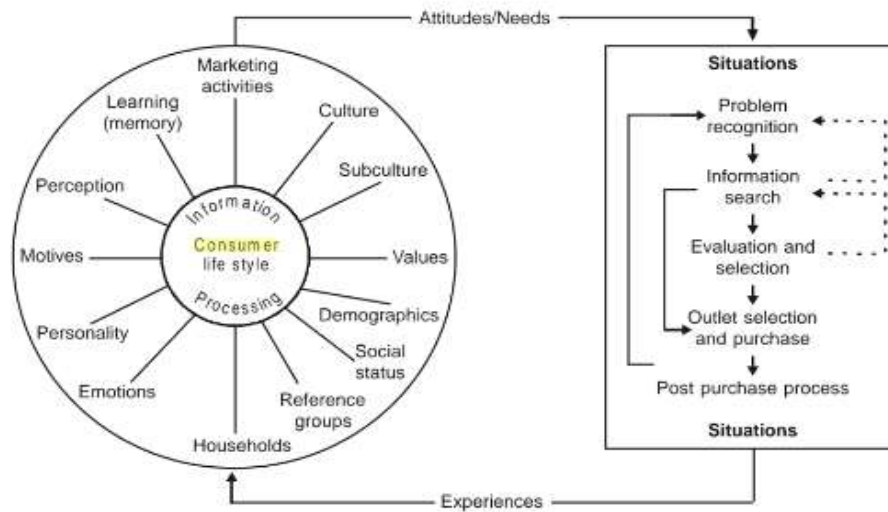 Attitudes/Needs
Marketing
activities
Learning
(memory)
Culture
Subculture
Perception
Information
Consumer
life style
Processing
Motives
Values
Personality
Demographics
Social
status
Emotions
Reference
groups
Households
Situations
Problem
recognition
Information
search
Evaluation and
selection
Outlet selection
and purchase
Post purchase process
Situations
Experiences